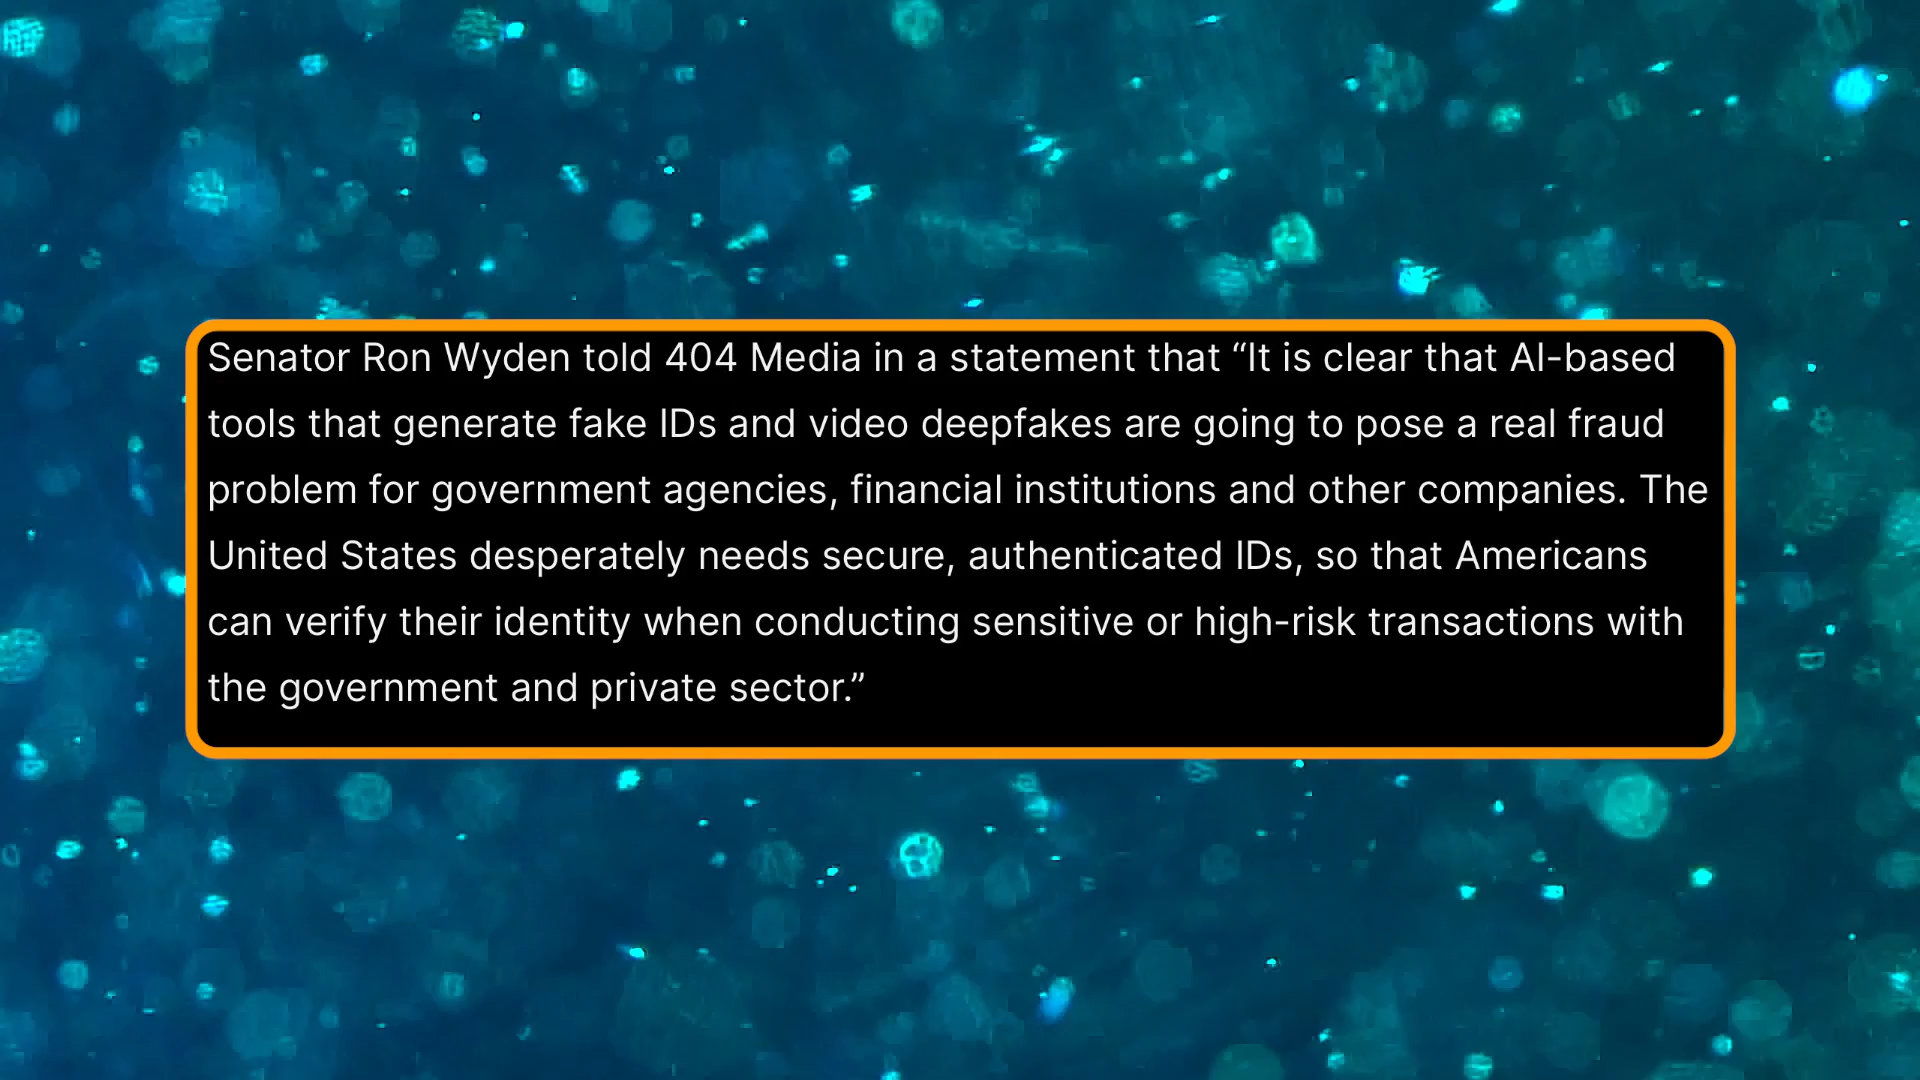 Senator Ron Wyden told 404 Media in a statement that “It is clear that AI-based
tools that generate fake IDs and video deepfakes are going to pose a real fraud
problem for government agencies, financial institutions and other companies. The
United States desperately needs secure, authenticated IDs, so that Americans
can verify their identity when conducting sensitive or high-risk transactions with
the government and private sector.”